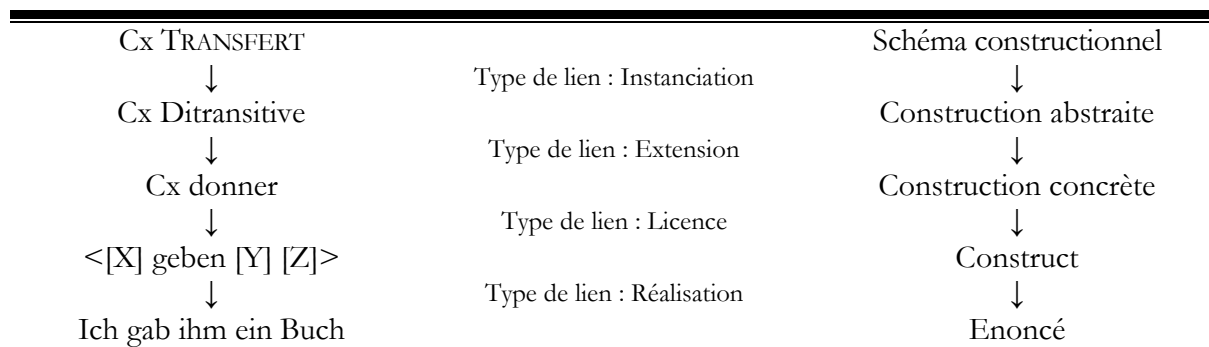 Cx TRANSFERT Schéma constructionnel
↓ Type de lien : Instanciation ↓
Cx Ditransitive Construction abstraite
↓ Type de lien : Extension ↓
Cx donner Construction concrète
↓ Type de lien : Licence ↓
<[X] geben [Y] [Z]> Construct
↓ Type de lien : Réalisation ↓
Ich gab ihm ein Buch Enoncé